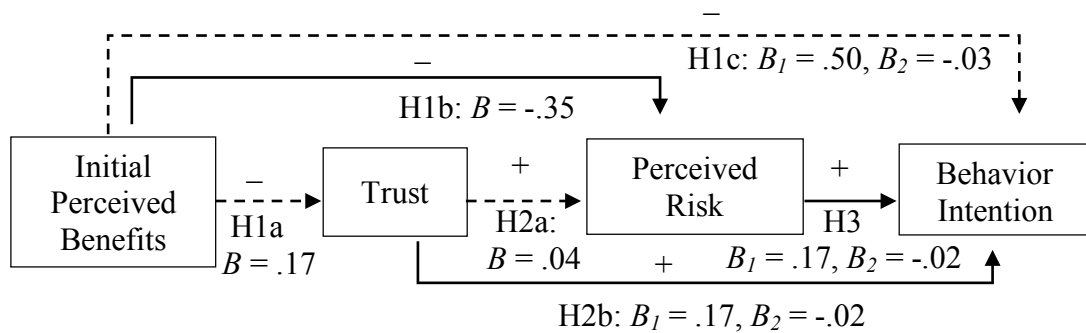 –
H1c: B1 = .50, B2 = -.03
–
H1b: B = -.35
Initial
Perceived
Benefits
–
H1a
B = .17
Trust
+
H2a:
B = .04
Perceived
Risk
+
H3
B1 = .17, B2 = -.02
Behavior
Intention
+
H2b: B1 = .17, B2 = -.02